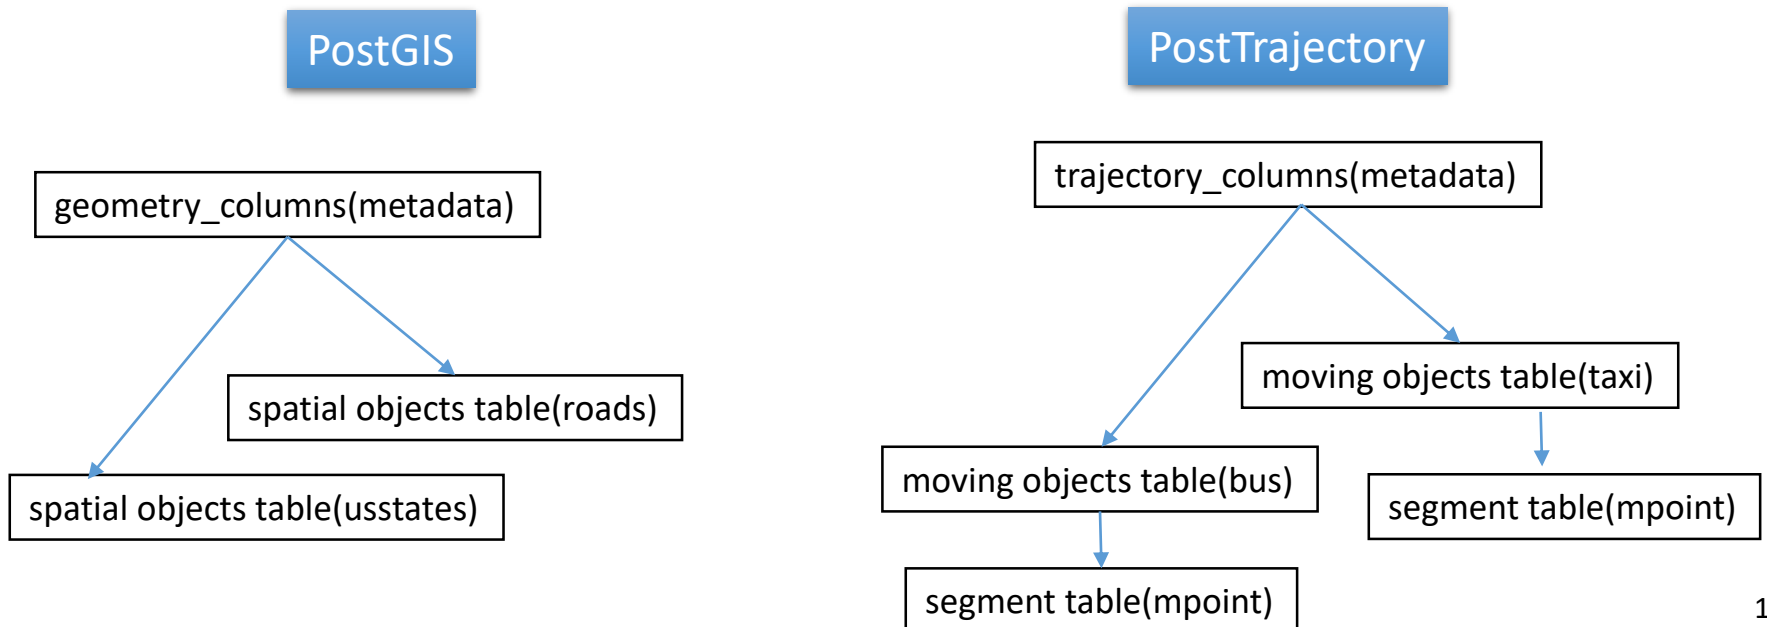 PostGIS
geometry_columns(metadata)
spatial objects table(roads)
spatial objects table(usstates)
PostTrajectory
trajectory_columns(metadata)
moving objects table(taxi)
moving objects table(bus)
segment table(mpoint)
segment table(mpoint)
1